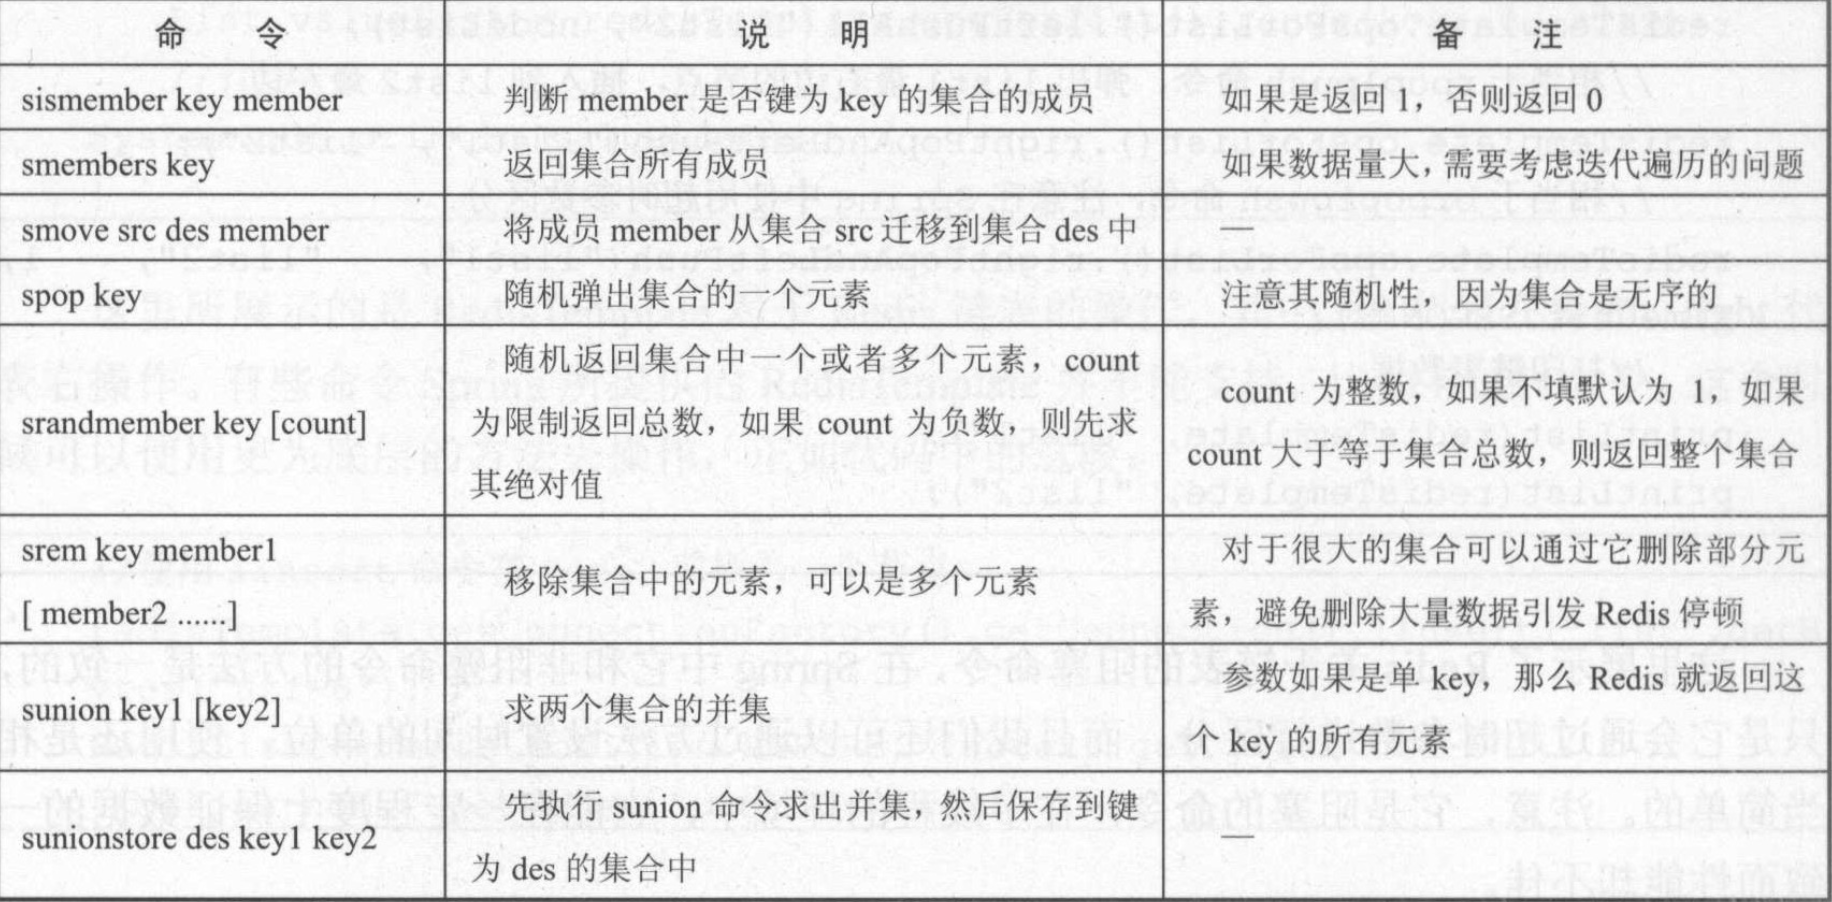 命 令 说 明 备 注
sismember key member 判断 member 是否键为 key 的集合的成员 如果是返回 1，否则返回 0
smembers key 返回集合所有成员 如果数据量大，需要考虑迭代遍历的问题
smove src des member 将成员 member 从集合 src 迁移到集合 des 中 —
spop key 随机弹出集合的一个元素 注意其随机性，因为集合是无序的
srandmember key [count]
随机返回集合中一个或者多个元素，count
为限制返回总数，如果 count 为负数，则先求
其绝对值
count 为整数，如果不填默认为 1，如果
count 大于等于集合总数，则返回整个集合
srem key member1
[ member2 ......]
移除集合中的元素，可以是多个元素
对于很大的集合可以通过它删除部分元
素，避免删除大量数据引发 Redis 停顿
sunion key1 [key2]
求两个集合的并集
参数如果是单 key，那么 Redis 就返回这
个 key 的所有元素
sunionstore des key1 key2
先执行 sunion 命令求出并集，然后保存到键
为 des 的集合中
—